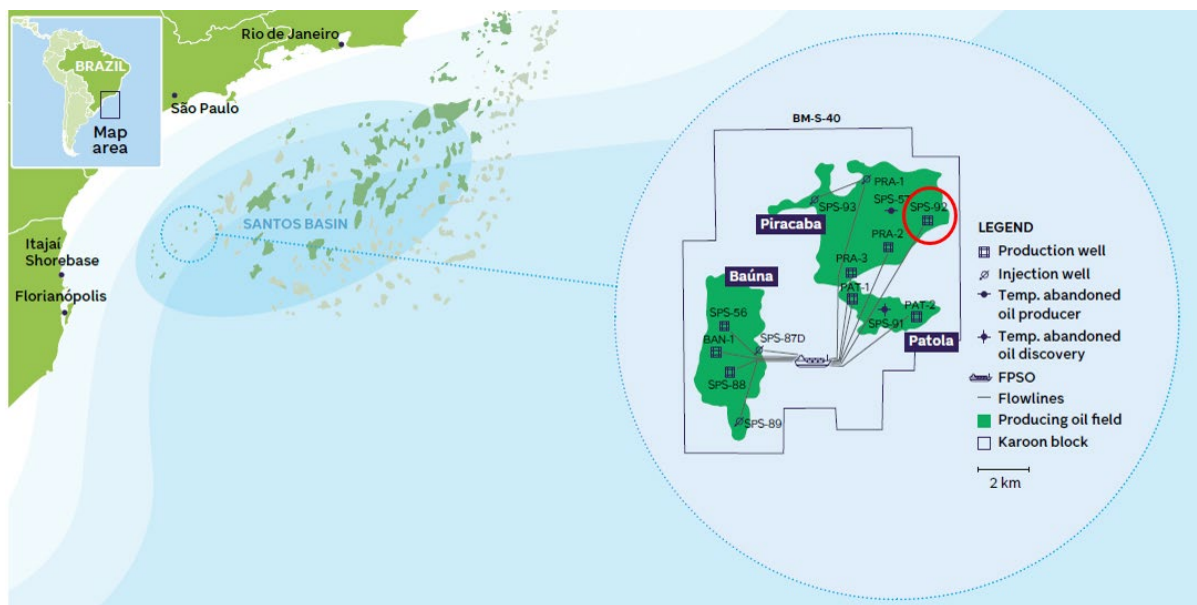 BRAZIL
Map
area
Rio de Janeiro
São Paulo
SANTOS BASIN
Itajaí
Shorebase
Florianópolis
BM-S-40
PRA-1
SPS-57
SPS-93
SPS-92
Piracaba
PRA-2
PRA-3
Baúna
PAT-1
PAT-2
SPS-91
SPS-56
SPS-87D
BAN-1
Patola
SPS-88
SPS-89
LEGEND
Production well
Injection well
Temp. abandoned
oil producer
Temp. abandoned
oil discovery
FPSO
Flowlines
Producing oil field
Karoon block
2 km